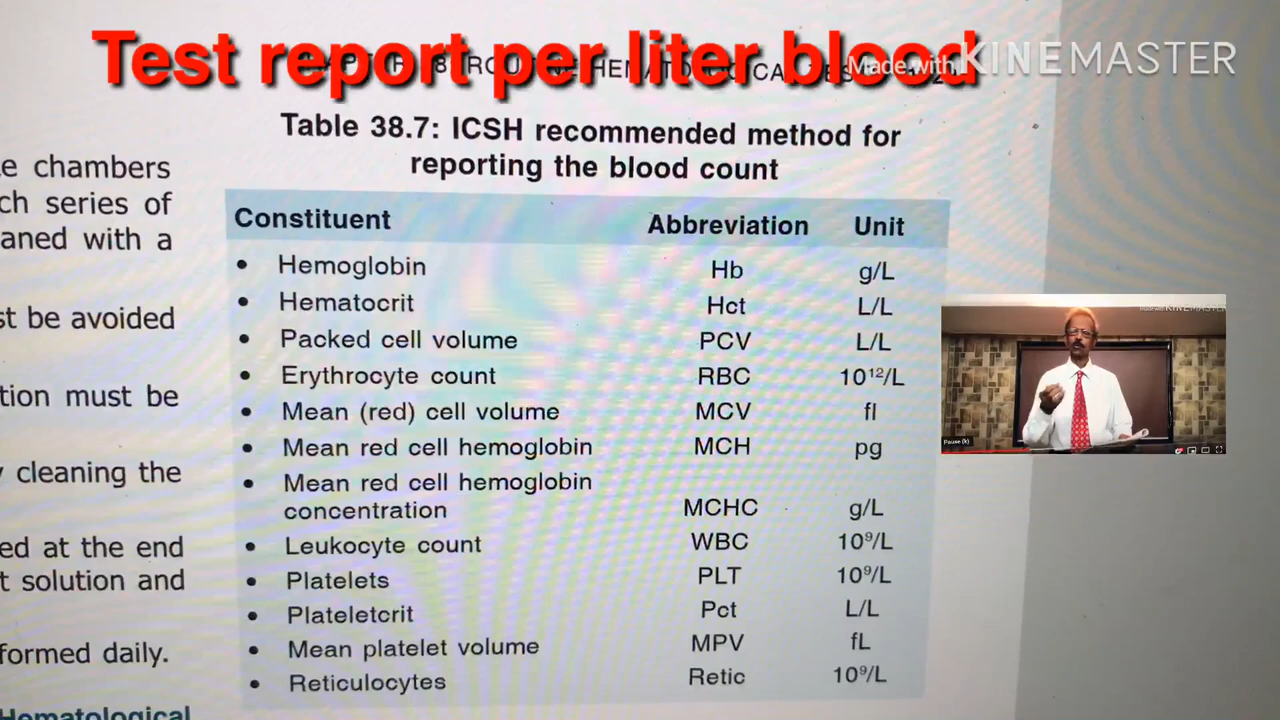 Test report per liter blood
Made with KINEMASTER
Table 38.7: ICSH recommended method for
reporting the blood count
e chambers
ch series of
aned with a
st be avoided
tion must be
y cleaning the
ed at the end
t solution and
formed daily.
Hematological
Constituent Abbreviation Unit
• Hemoglobin Hb g/L
• Hematocrit Hct L/L
• Packed cell volume PCV L/L
• Erythrocyte count RBC 10¹²/L
• Mean (red) cell volume MCV fl
• Mean red cell hemoglobin MCH pg
• Mean red cell hemoglobin
concentration MCHC g/L
• Leukocyte count WBC 10⁹/L
• Platelets PLT 10⁹/L
• Plateletcrit Pct L/L
• Mean platelet volume MPV fL
• Reticulocytes Retic 10⁹/L
Made with KINEMASTER
Pause (k)